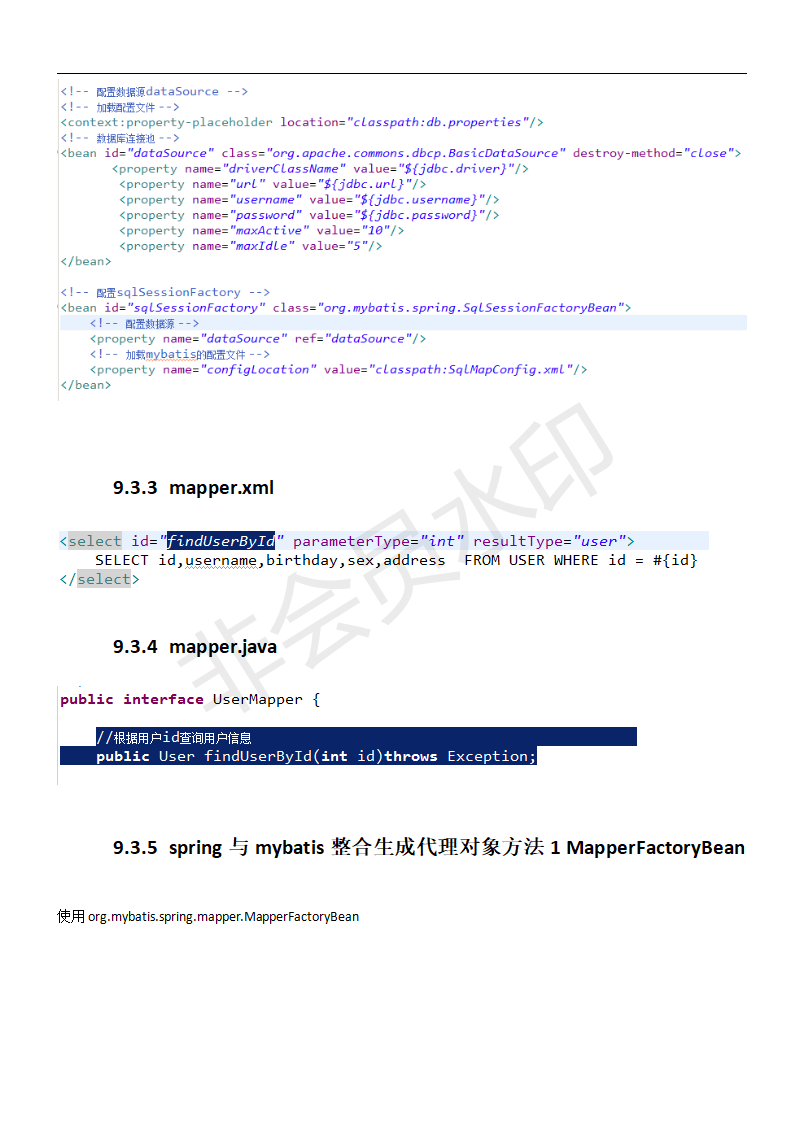 <!-- 配置数据源dataSource -->
<!-- 加载配置文件 -->
<context:property-placeholder location="classpath:db.properties"/>
<!-- 数据库连接池 -->
<bean id="dataSource" class="org.apache.commons.dbcp.BasicDataSource" destroy-method="close">
<property name="driverClassName" value="${jdbc.driver}"/>
<property name="url" value="${jdbc.url}"/>
<property name="username" value="${jdbc.username}"/>
<property name="password" value="${jdbc.password}"/>
<property name="maxActive" value="10"/>
<property name="maxIdle" value="5"/>
</bean>
<!-- 配置sqlSessionFactory -->
<bean id="sqlSessionFactory" class="org.mybatis.spring.SqlSessionFactoryBean">
<!-- 配置数据源 -->
<property name="dataSource" ref="dataSource"/>
<!-- 加载mybatis的配置文件 -->
<property name="configLocation" value="classpath:SqlMapConfig.xml"/>
</bean>
9.3.3 mapper.xml
<select id="findUserById" parameterType="int" resultType="user">
SELECT id,username,birthday,sex,address FROM USER WHERE id = #{id}
</select>
9.3.4 mapper.java
public interface UserMapper {
//根据用户id查询用户信息
public User findUserById(int id)throws Exception;
9.3.5 spring 与 mybatis 整合生成代理对象方法 1 MapperFactoryBean
使用 org.mybatis.spring.mapper.MapperFactoryBean
非会员水印